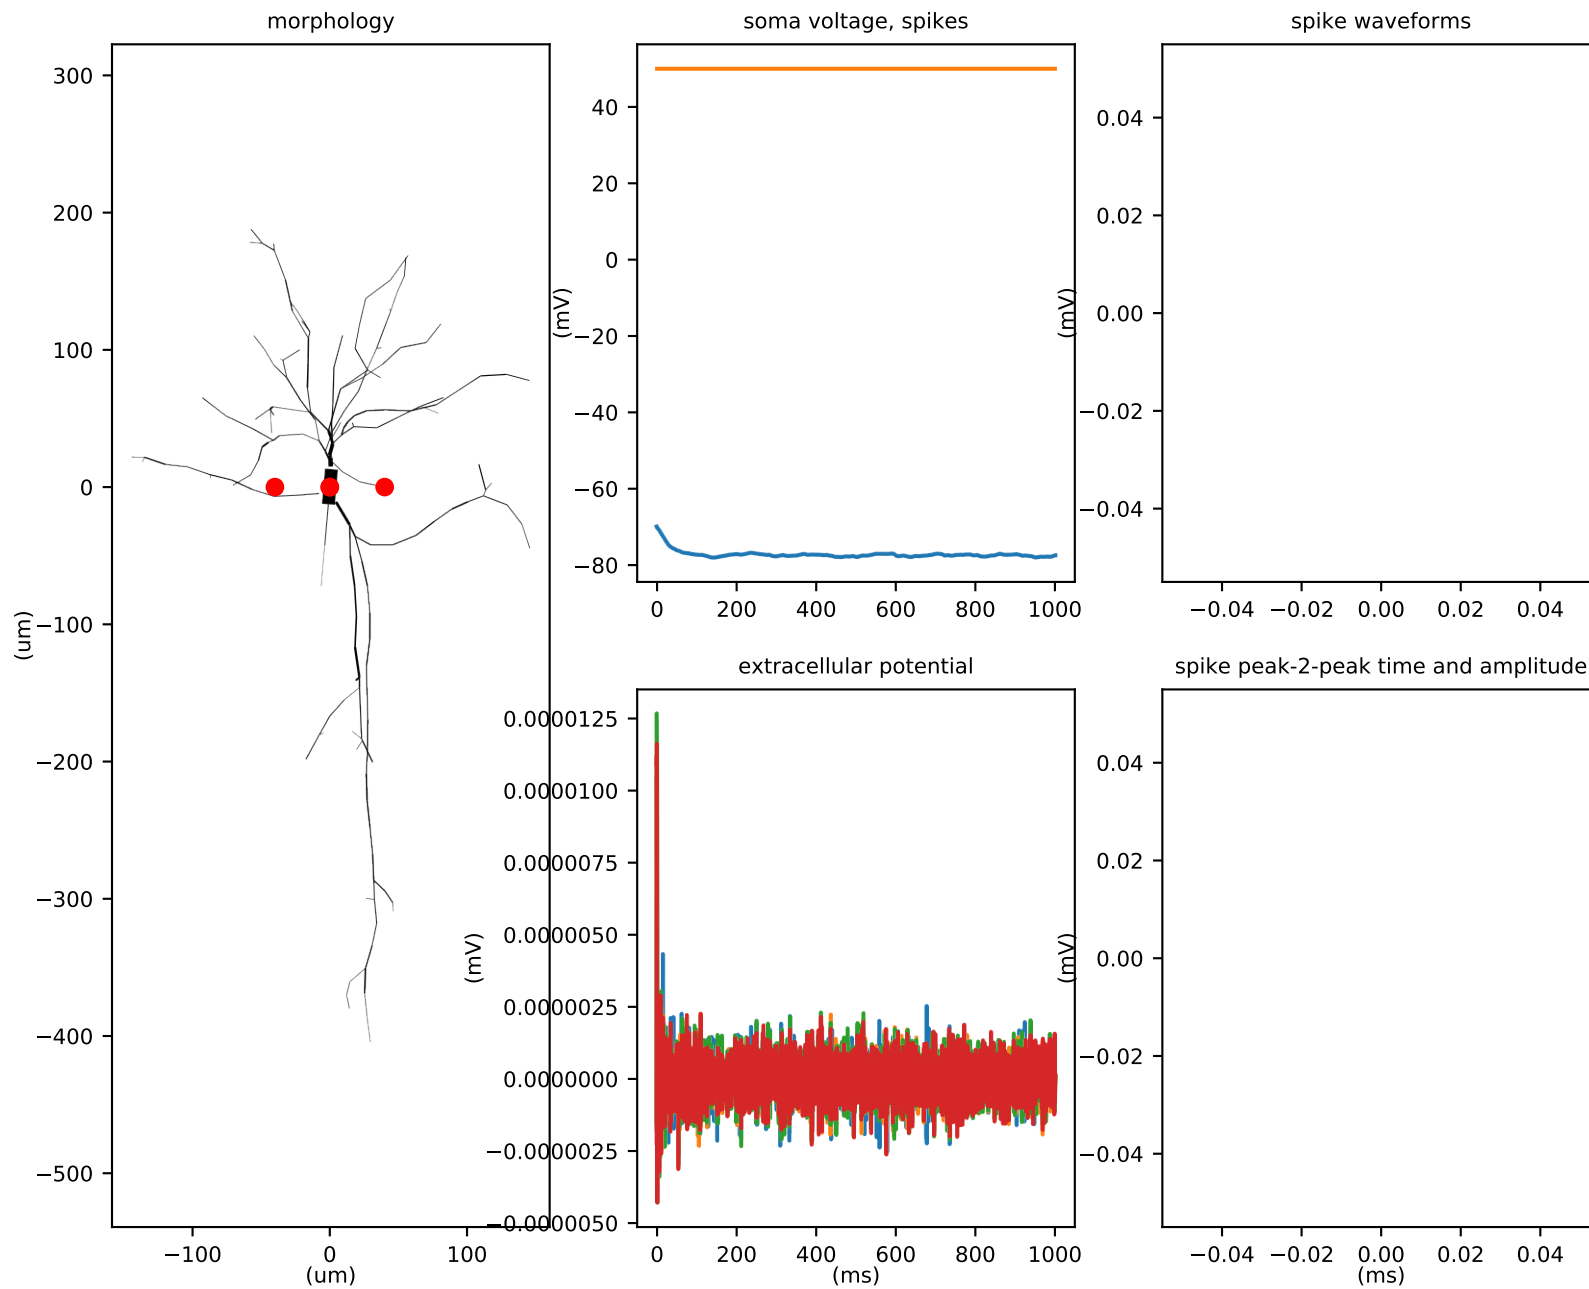 morphology
300
200
100
0
−100
−200
−300
−400
−500
(um)
−100 0 100
(um)
soma voltage, spikes
40
20
0
−20
−40
−60
−80
(mV)
0 200 400 600 800 1000
spike waveforms
0.04
0.02
0.00
−0.02
−0.04
(mV)
−0.04 −0.02 0.00 0.02 0.04
extracellular potential
0.0000125
0.0000100
0.0000075
0.0000050
0.0000025
0.0000000
−0.0000025
−0.0000050
(mV)
0 200 400 600 800 1000
(ms)
spike peak-2-peak time and amplitude
0.04
0.02
0.00
−0.02
−0.04
(mV)
−0.04 −0.02 0.00 0.02 0.04
(ms)